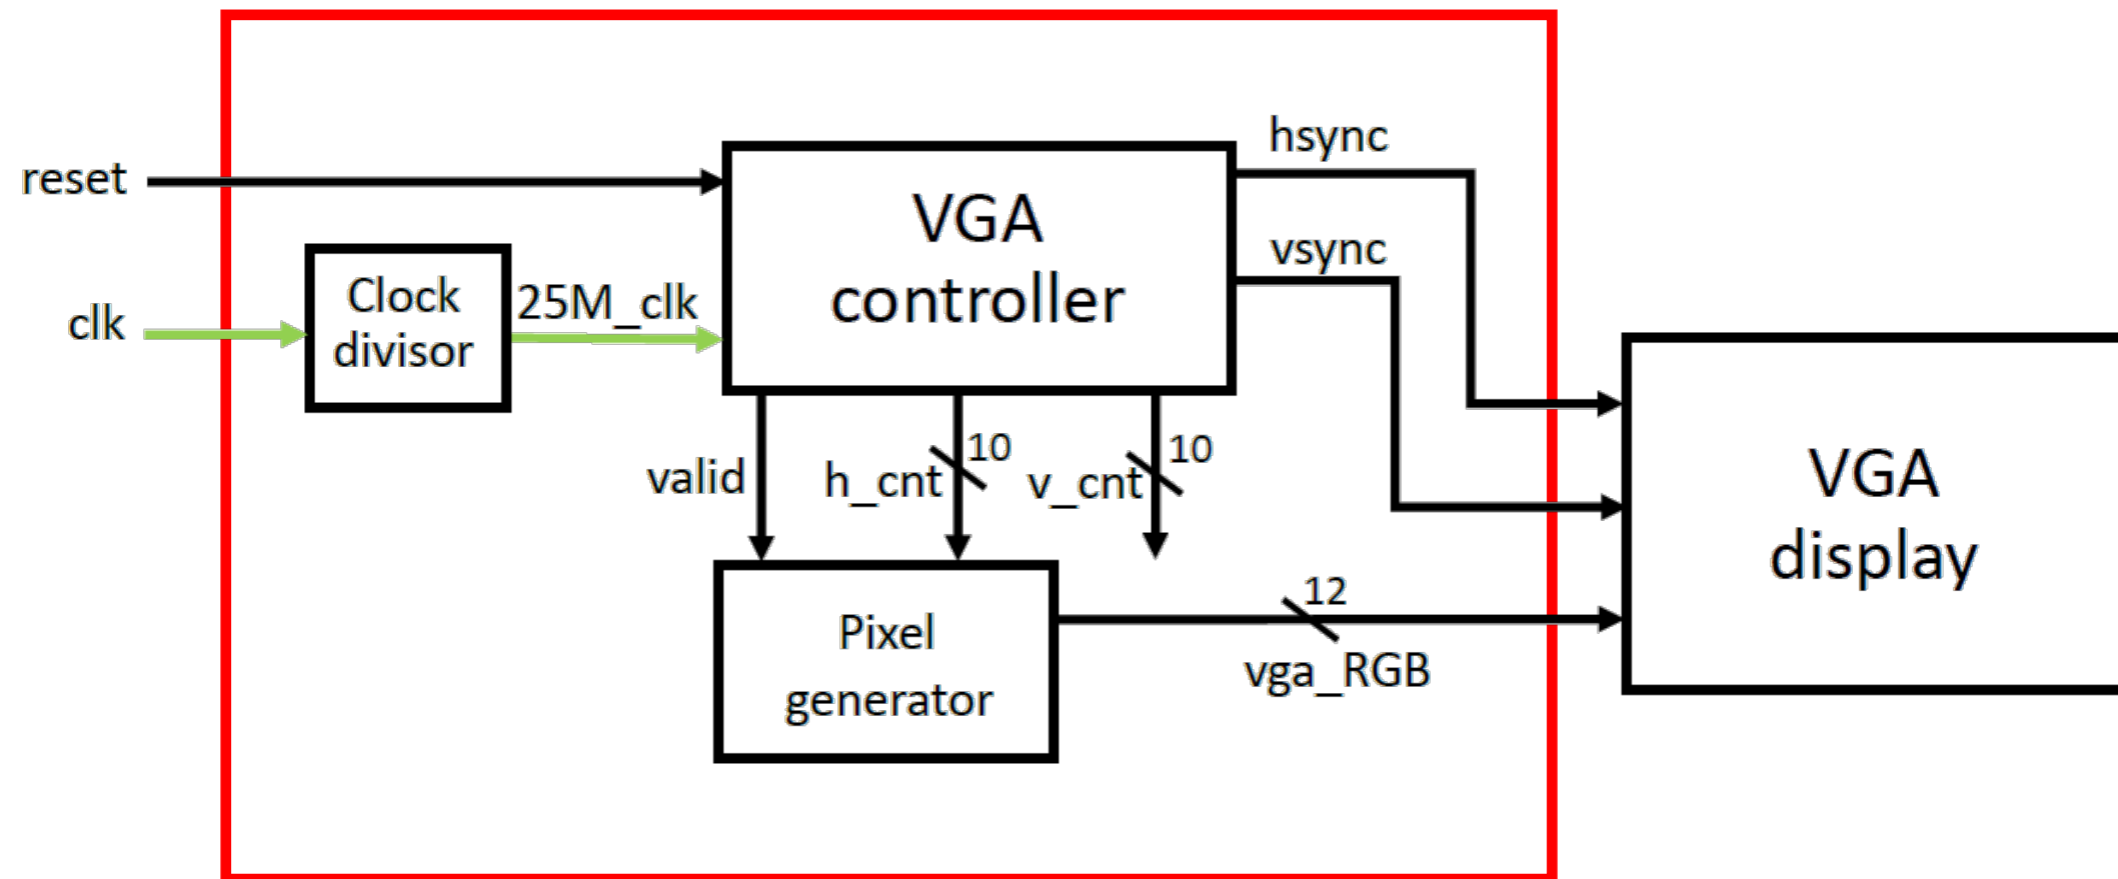 hsync
reset
VGA
controller
vsync
clk
Clock
divisor
25M_clk
valid
h_cnt
10
v_cnt
10
VGA
display
Pixel
generator
12
vga_RGB